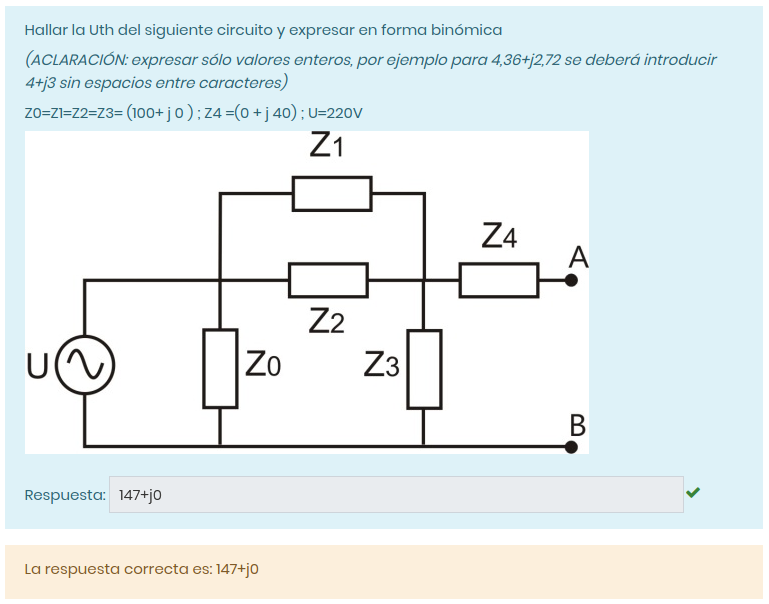 Hallar la Uth del siguiente circuito y expresar en forma binómica
(ACLARACIÓN: expresar sólo valores enteros, por ejemplo para 4,36+j2,72 se deberá introducir
4+j3 sin espacios entre caracteres)
Z0=Z1=Z2=Z3= (100+ j 0 ) ; Z4 =(0 + j 40) ; U=220V
Z1
Z4
A
Z2
U
Z0
Z3
B
Respuesta: 147+j0
La respuesta correcta es: 147+j0